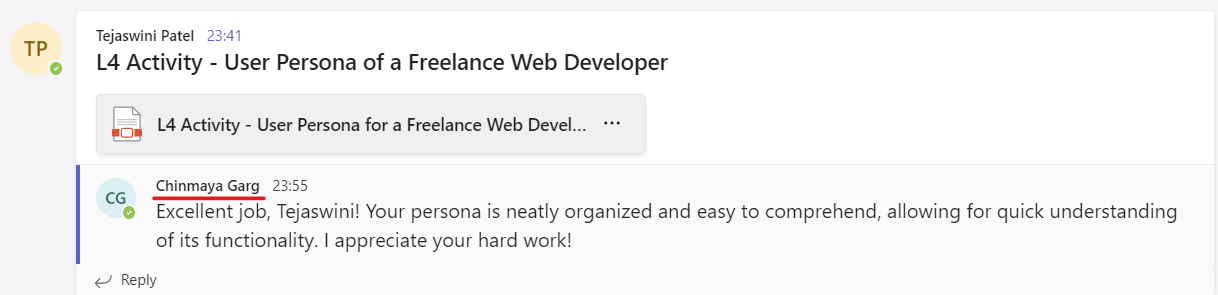 TP
Tejaswini Patel 23:41
L4 Activity - User Persona of a Freelance Web Developer
L4 Activity - User Persona for a Freelance Web Devel... ...
CG
Chinmaya Garg 23:55
Excellent job, Tejaswini! Your persona is neatly organized and easy to comprehend, allowing for quick understanding
of its functionality. I appreciate your hard work!
Reply